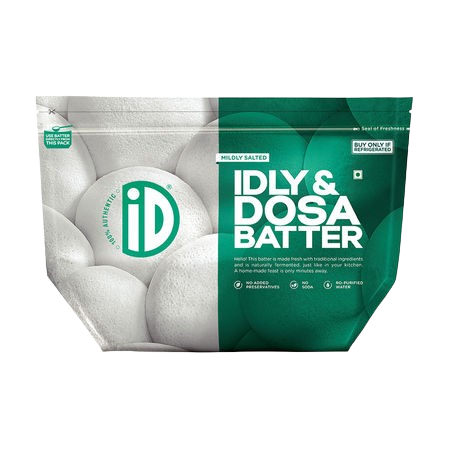 USE BATTER
DIRECTLY FROM
THIS PACK
Seal of Freshness
BUY ONLY IF
REFRIGERATED
MILDLY SALTED
IDLY &
DOSA
BATTER
100% AUTHENTIC
iD
®
Hello! This batter is made fresh with traditional ingredients
and is naturally fermented, just like in your kitchen.
A home-made feast is only minutes away.
NO ADDED
PRESERVATIVES
NO
SODA
RO-PURIFIED
WATER